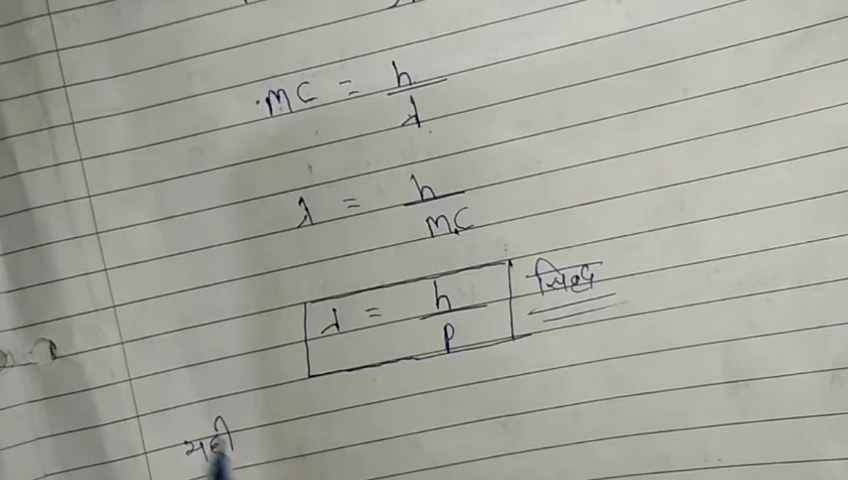 mc = h/λ
λ = h/mc
λ = h/p सिद्ध
यही